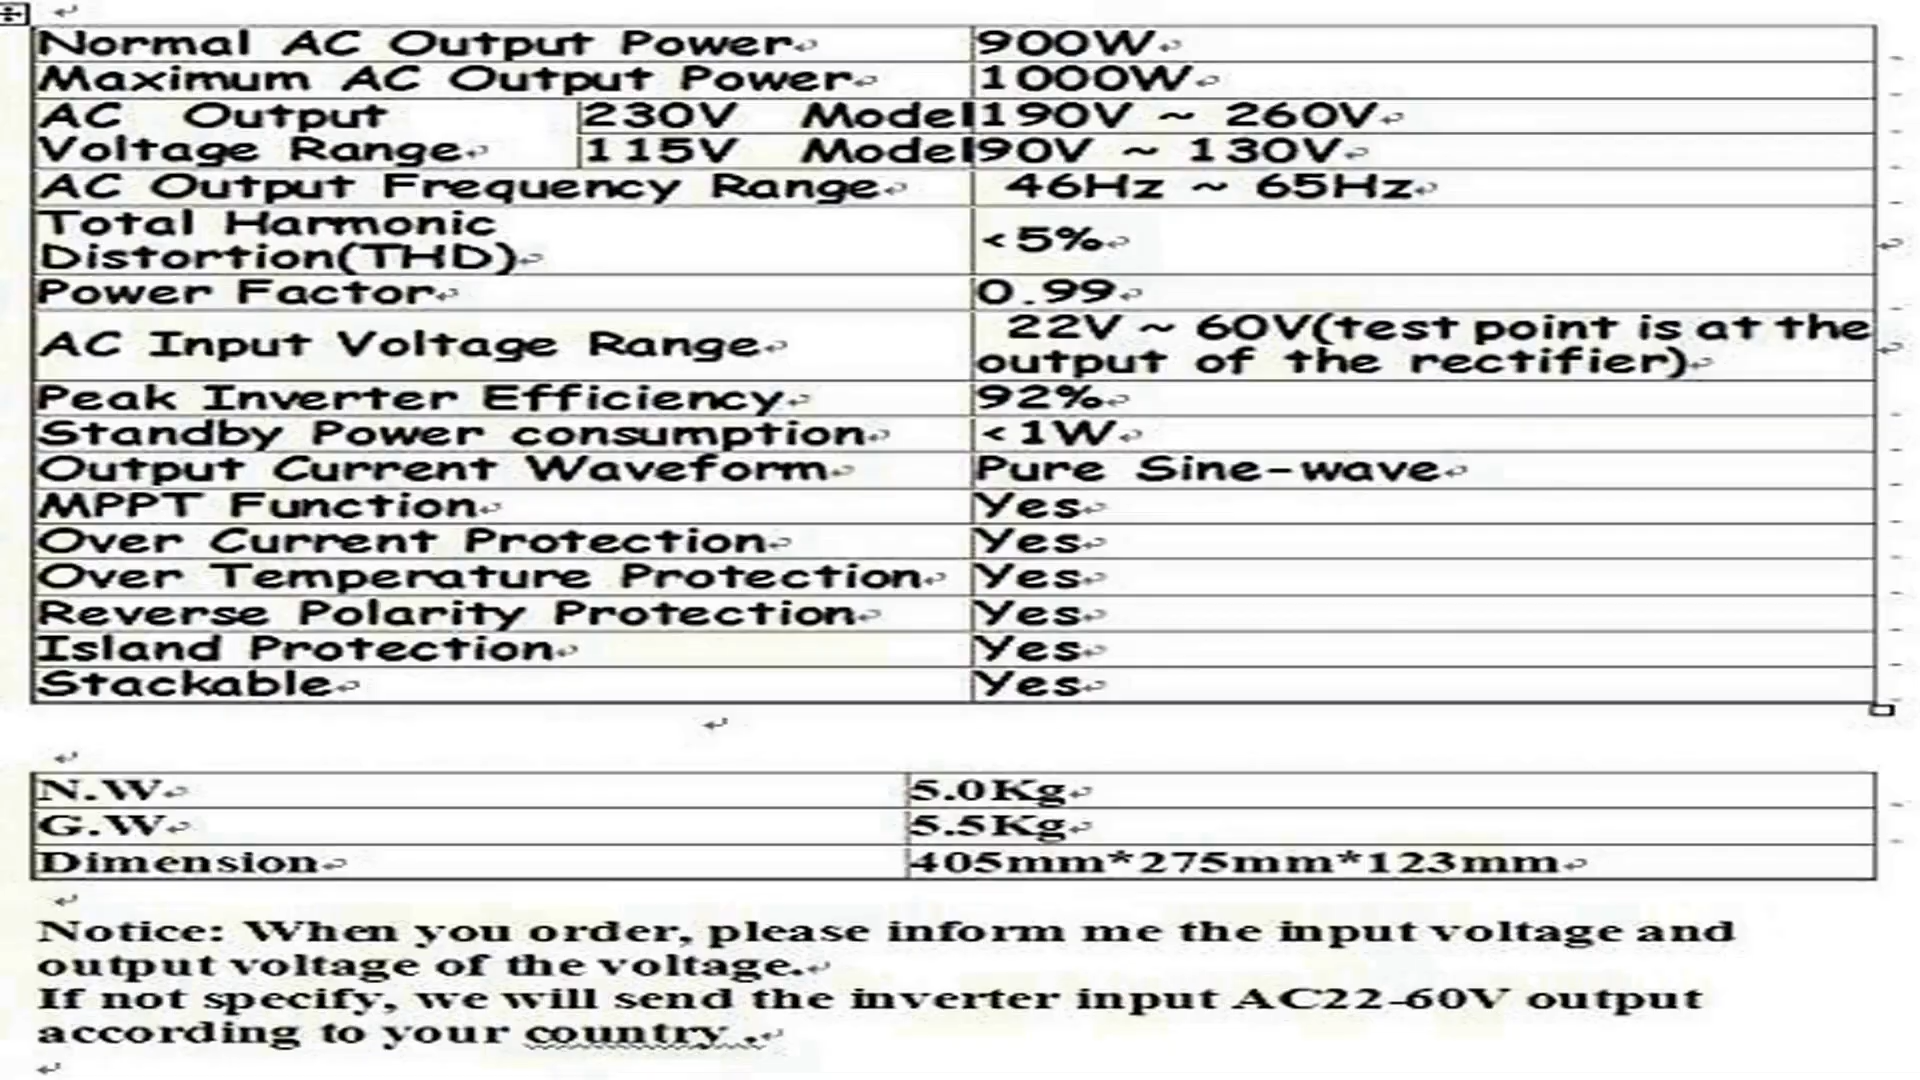 Normal AC Output Power 900W
Maximum AC Output Power 1000W
AC Output 230V Model 190V ~ 260V
Voltage Range 115V Model 90V ~ 130V
AC Output Frequency Range 46Hz ~ 65Hz
Total Harmonic
Distortion(THD) <5%
Power Factor 0.99
AC Input Voltage Range 22V ~ 60V(test point is at the
output of the rectifier)
Peak Inverter Efficiency 92%
Standby Power consumption <1W
Output Current Waveform Pure Sine-wave
MPPT Function Yes
Over Current Protection Yes
Over Temperature Protection Yes
Reverse Polarity Protection Yes
Island Protection Yes
Stackable Yes
N.W 5.0Kg
G.W 5.5Kg
Dimension 405mm*275mm*123mm
Notice: When you order, please inform me the input voltage and
output voltage of the voltage.
If not specify, we will send the inverter input AC22-60V output
according to your country .